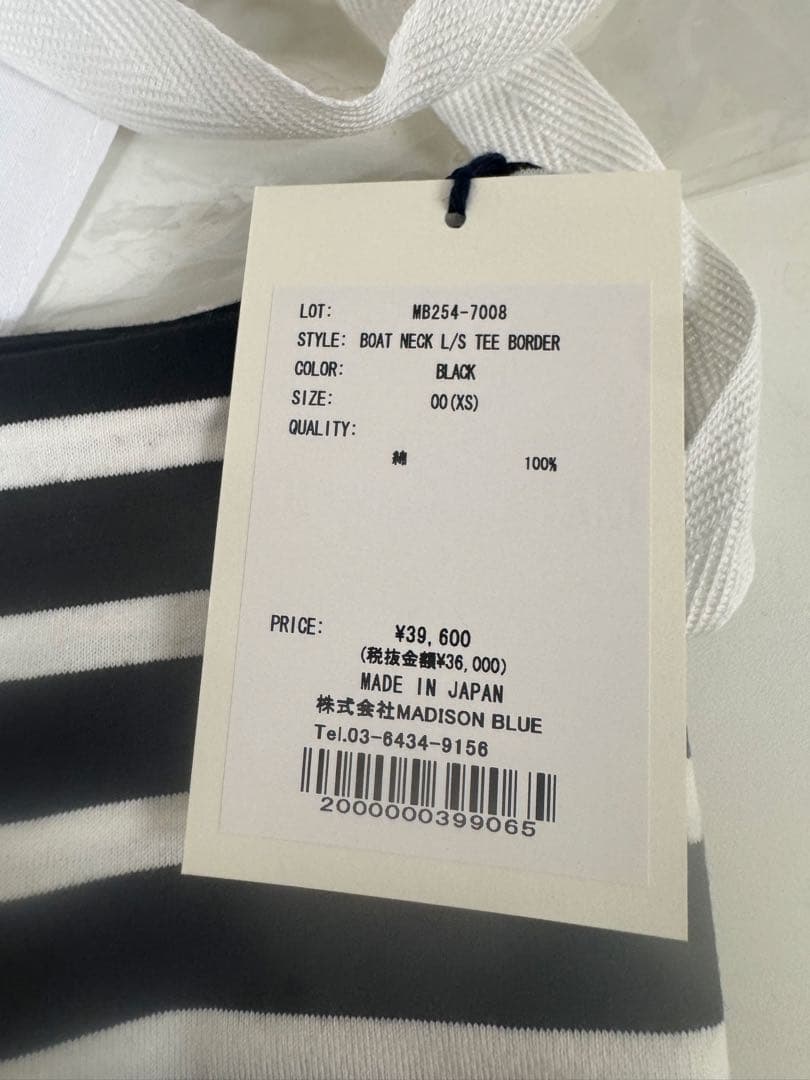 LOT: MB254-7008
STYLE: BOAT NECK L/S TEE BORDER
COLOR: BLACK
SIZE: 00(XS)
QUALITY:
綿 100%
PRICE: ¥39,600
(税抜金額¥36,000)
MADE IN JAPAN
株式会社MADISON BLUE
Tel.03-6434-9156
2000000399065